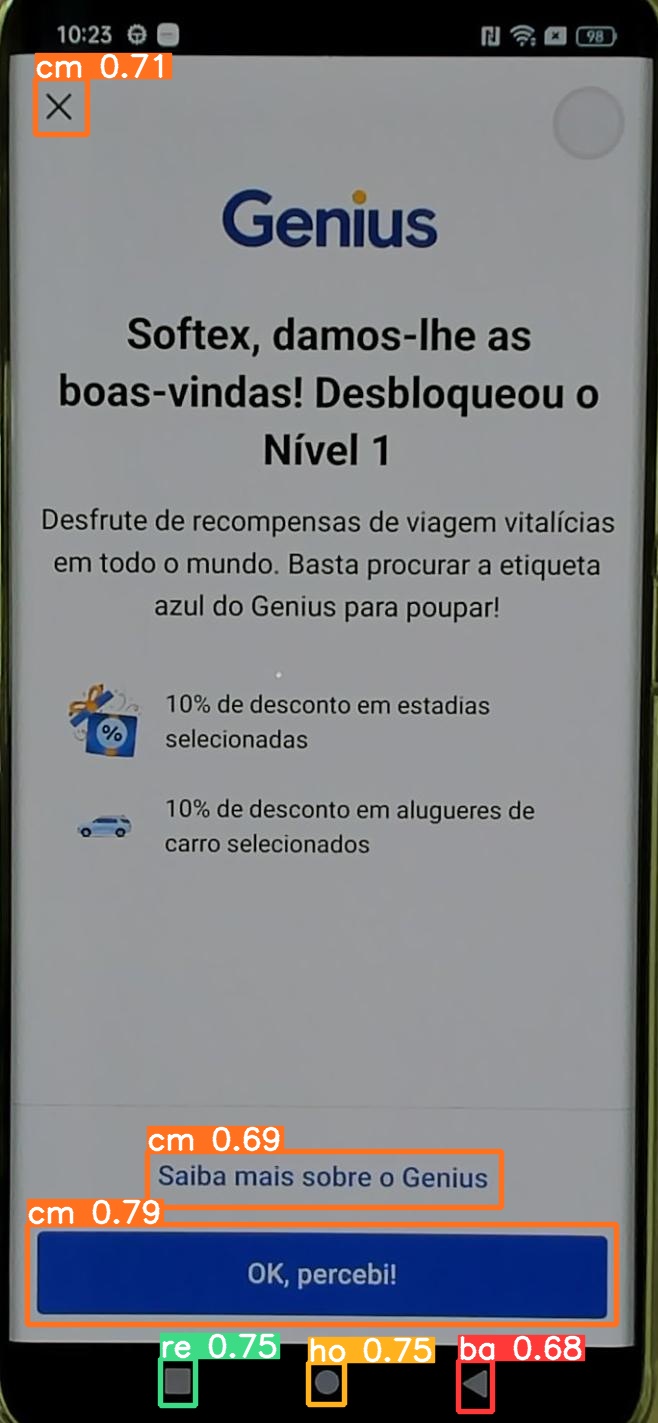 10:23
98
cm 0.71
Genius
Softex, damos-lhe as
boas-vindas! Desbloqueou o
Nível 1
Desfrute de recompensas de viagem vitalícias
em todo o mundo. Basta procurar a etiqueta
azul do Genius para poupar!
%
10% de desconto em estadias
selecionadas
10% de desconto em alugueres de
carro selecionados
cm 0.69
Saiba mais sobre o Genius
cm 0.79
OK, percebi!
re 0.75
ho 0.75
ba 0.68